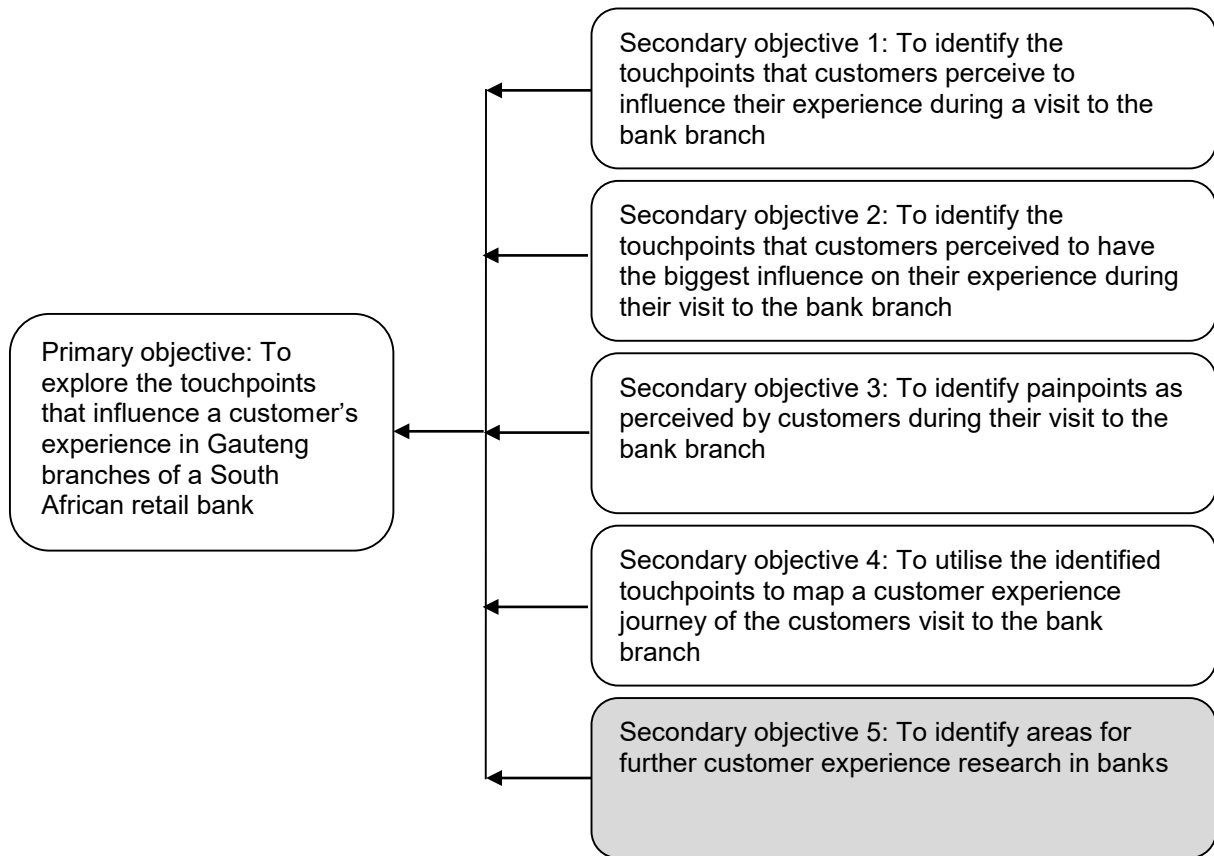 Secondary objective 1: To identify the
touchpoints that customers perceive to
influence their experience during a visit to the
bank branch
Secondary objective 2: To identify the
touchpoints that customers perceived to have
the biggest influence on their experience during
their visit to the bank branch
Primary objective: To
explore the touchpoints
that influence a customer’s
experience in Gauteng
branches of a South
African retail bank
Secondary objective 3: To identify painpoints as
perceived by customers during their visit to the
bank branch
Secondary objective 4: To utilise the identified
touchpoints to map a customer experience
journey of the customers visit to the bank
branch
Secondary objective 5: To identify areas for
further customer experience research in banks